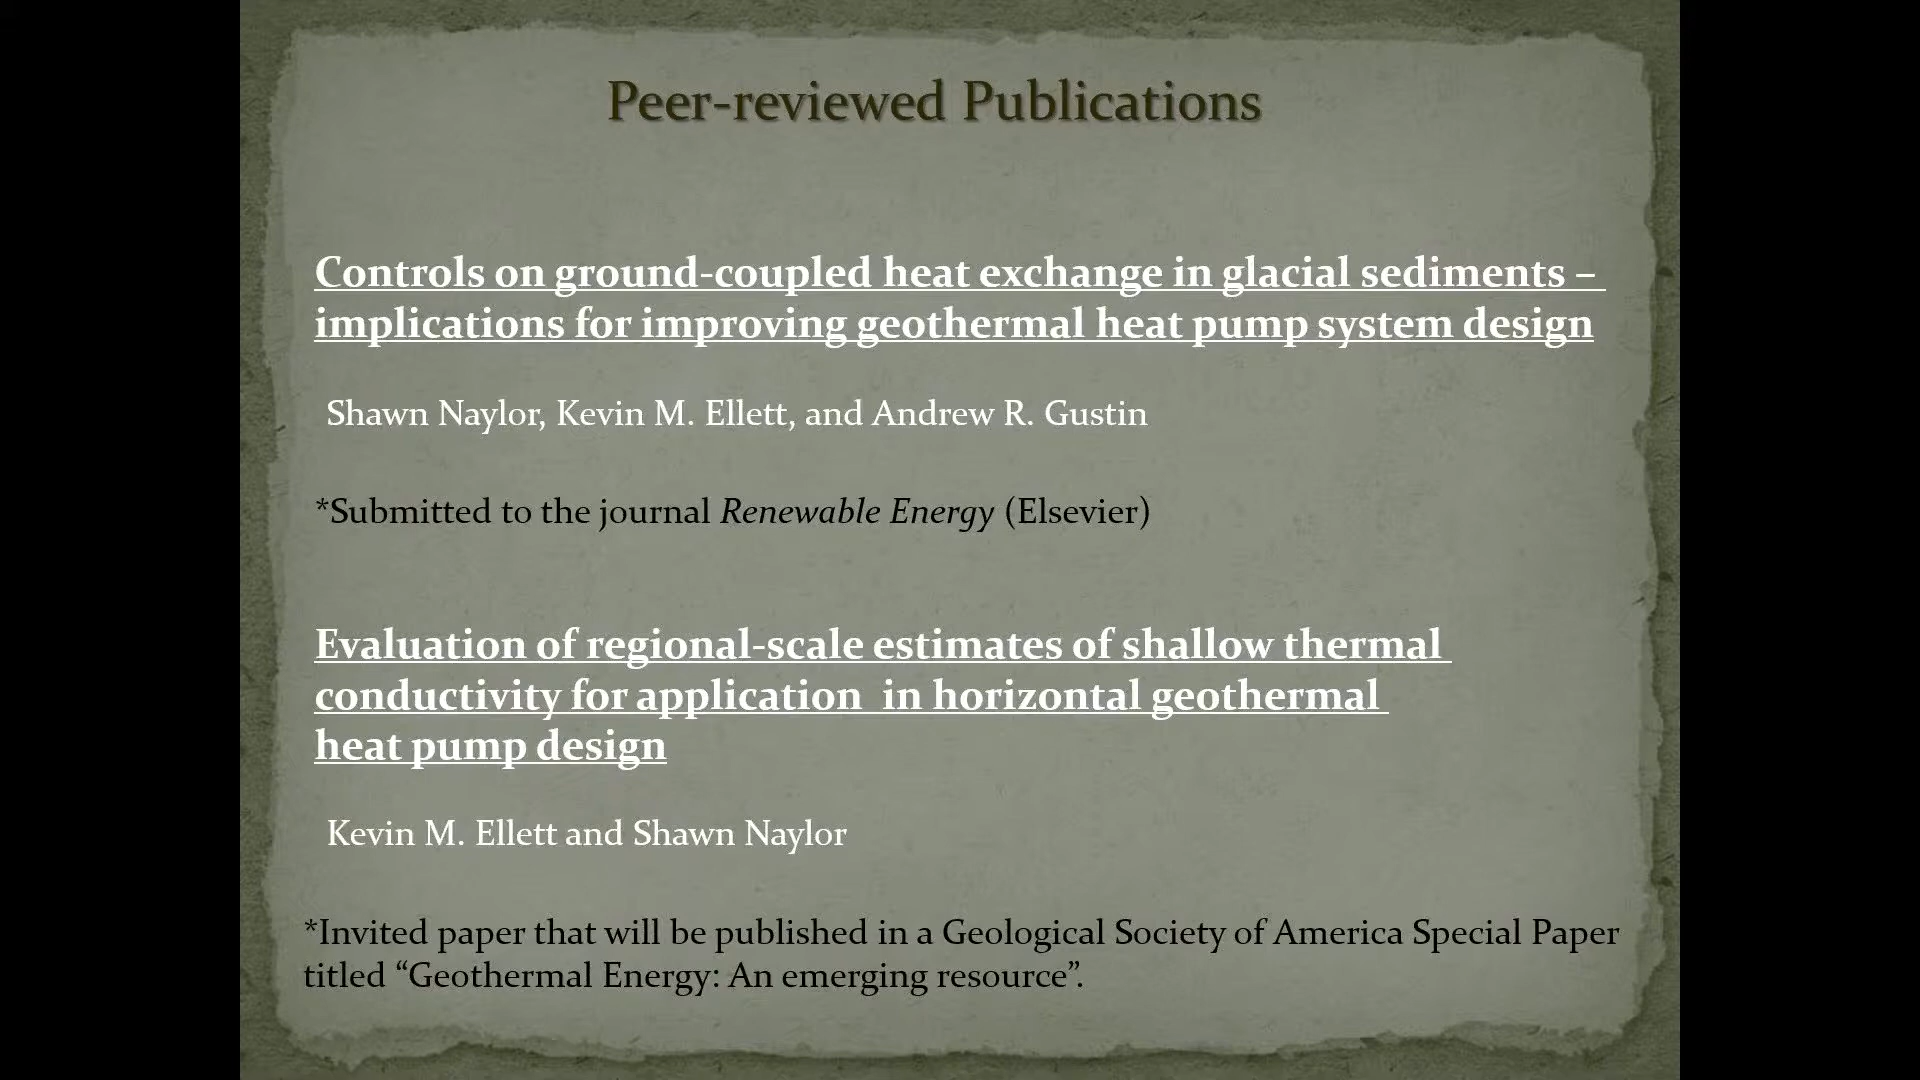 Peer-reviewed Publications
Controls on ground-coupled heat exchange in glacial sediments –
implications for improving geothermal heat pump system design
Shawn Naylor, Kevin M. Ellett, and Andrew R. Gustin
*Submitted to the journal Renewable Energy (Elsevier)
Evaluation of regional-scale estimates of shallow thermal
conductivity for application  in horizontal geothermal
heat pump design
Kevin M. Ellett and Shawn Naylor
*Invited paper that will be published in a Geological Society of America Special Paper
titled “Geothermal Energy: An emerging resource”.